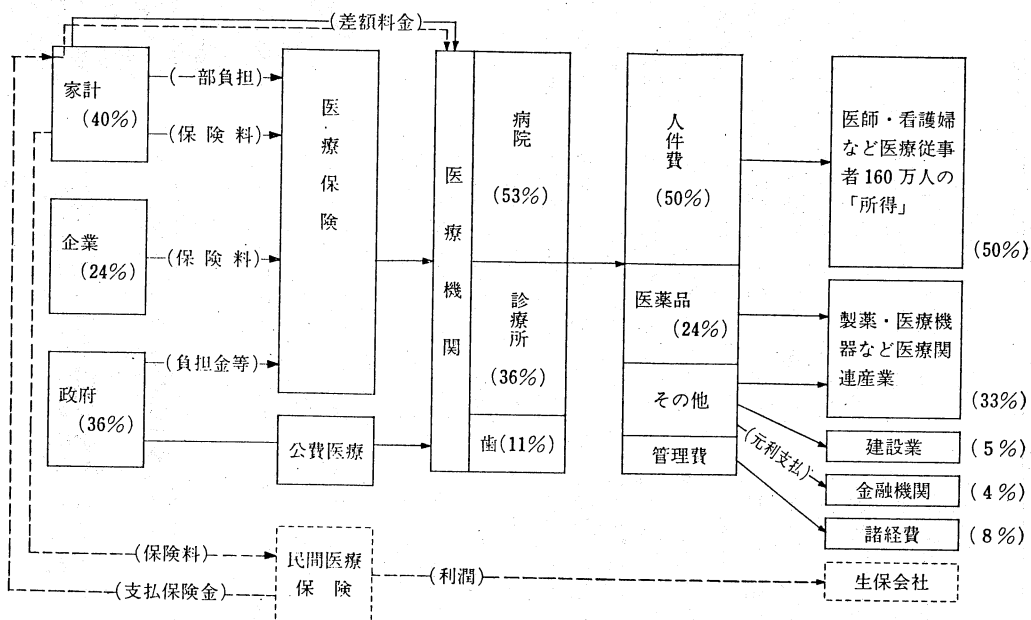 (差額料金)
家計
(40%)
(一部負担)
(保険料)
企業
(24%)
(保険料)
政府
(36%)
(負担金等)
医療保険
公費医療
医療機関
病院
(53%)
診療所
(36%)
歯(11%)
人件費
(50%)
医薬品
(24%)
その他
管理費
(元利支払)
医師・看護婦
など医療従事
者160万人の
「所得」
(50%)
製薬・医療機
器など医療関
連産業
(33%)
建設業
(5%)
金融機関
(4%)
諸経費
(8%)
(保険料)
(支払保険金)
民間医療
保険
(利潤)
生保会社